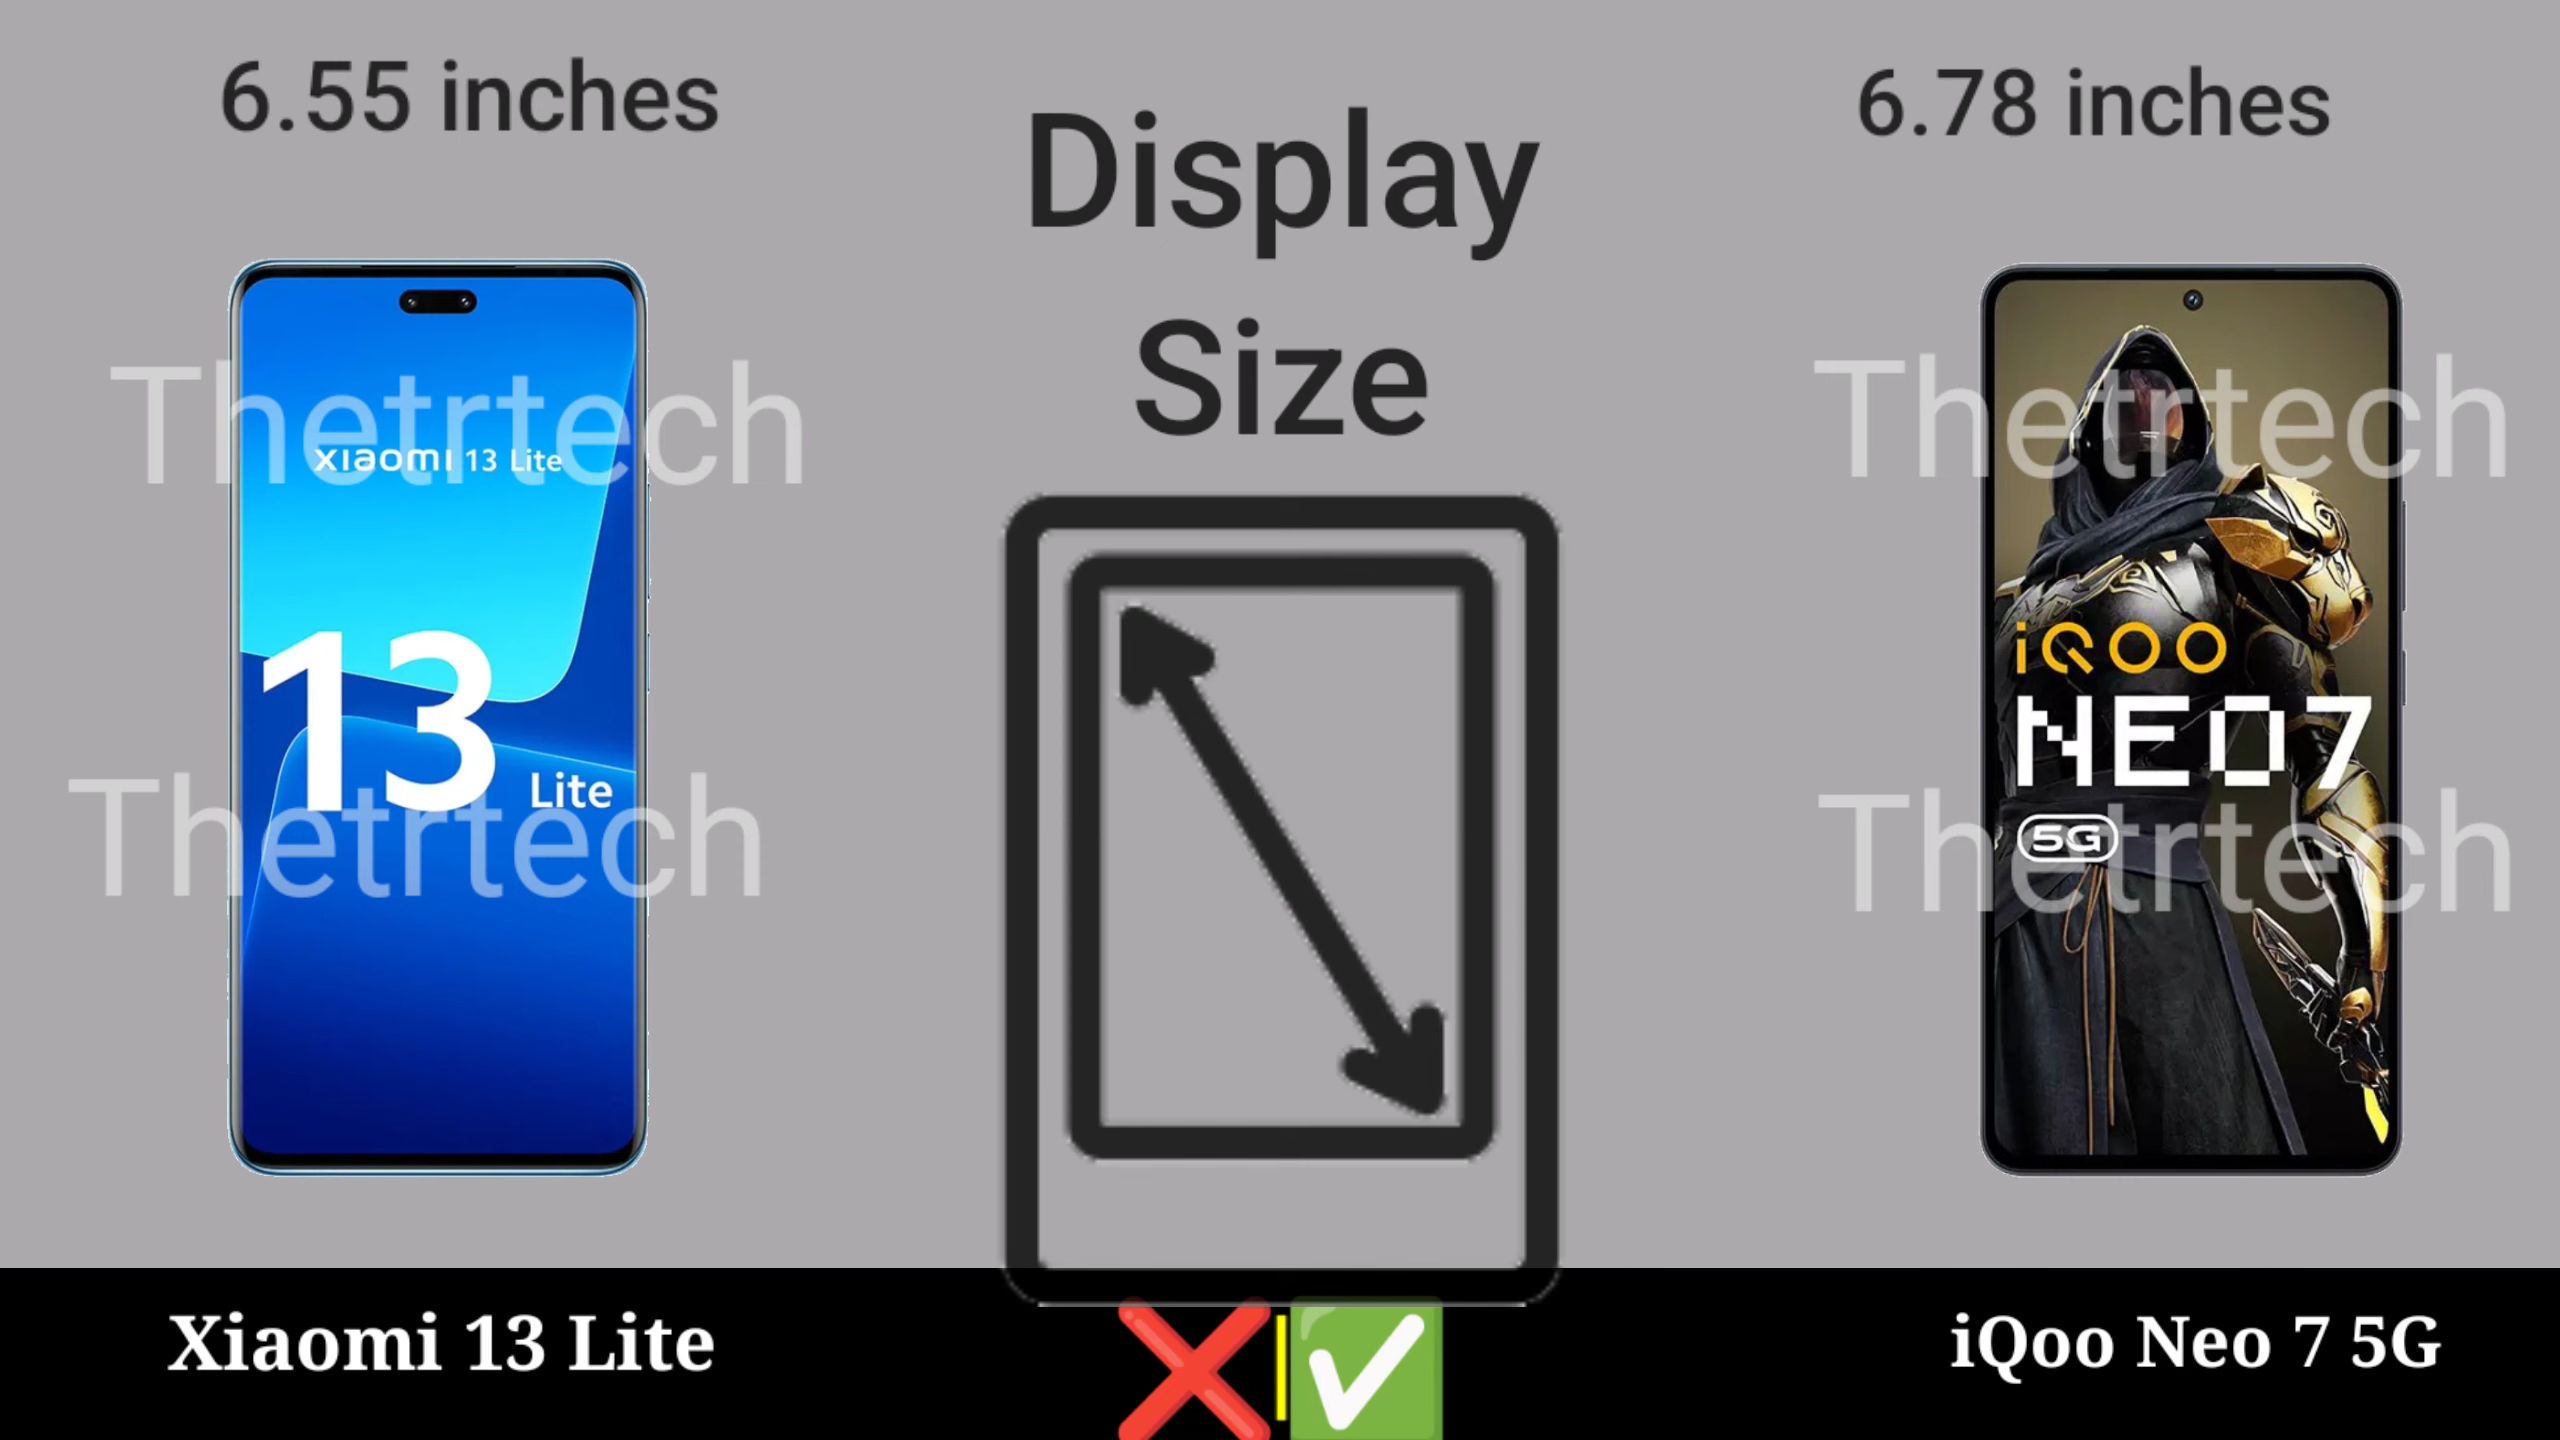 6.55 inches
Display
Size
6.78 inches
Thetrtech
xiaomi 13 Lite
13 Lite
Thetrtech
Thetrtech
iQOO
NEO7
5G
Thetrtech
Xiaomi 13 Lite
iQoo Neo 7 5G